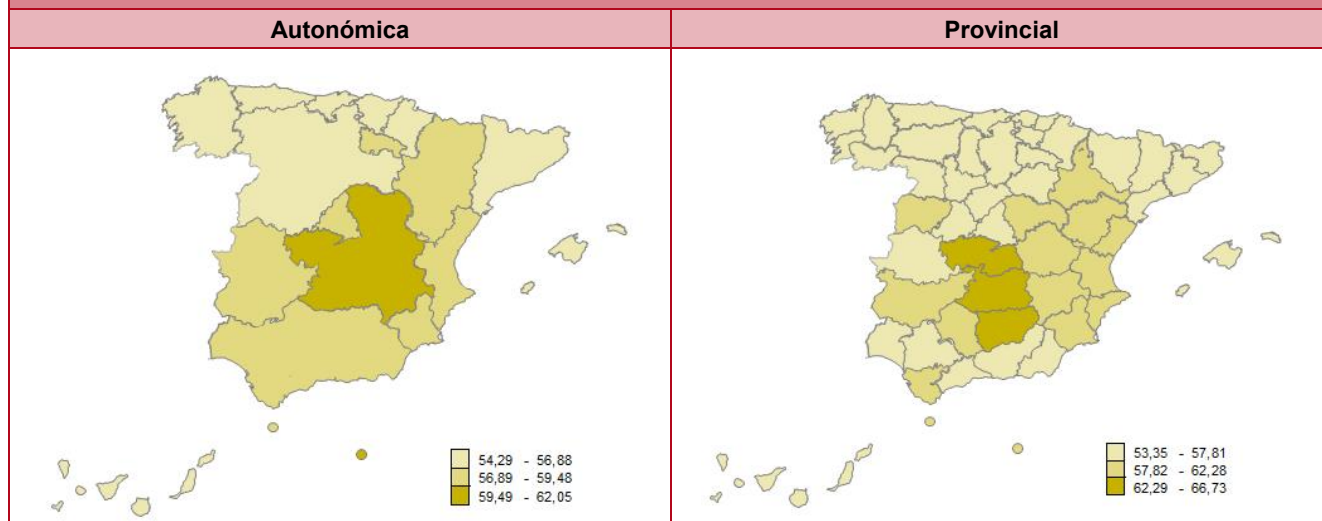 Autonómica
Provincial
54,29 - 56,88
56,89 - 59,48
59,49 - 62,05
53,35 - 57,81
57,82 - 62,28
62,29 - 66,73